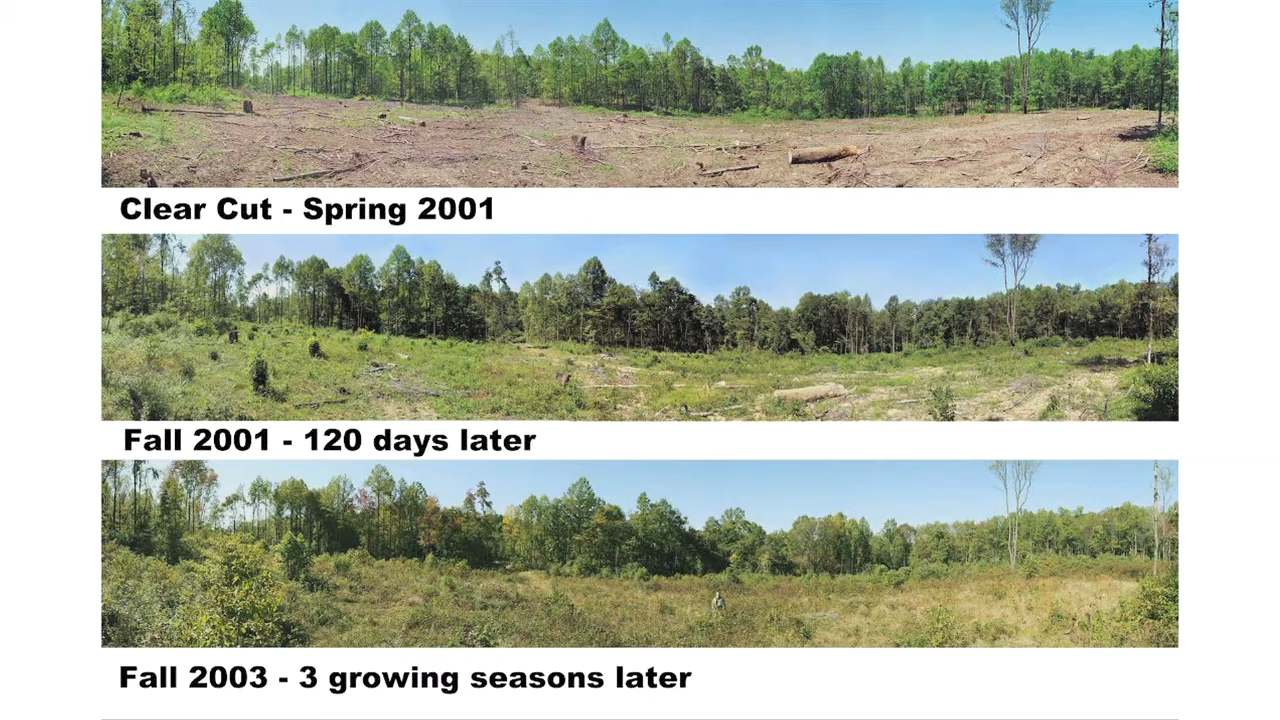 Clear Cut - Spring 2001
Fall 2001 - 120 days later
Fall 2003 - 3 growing seasons later